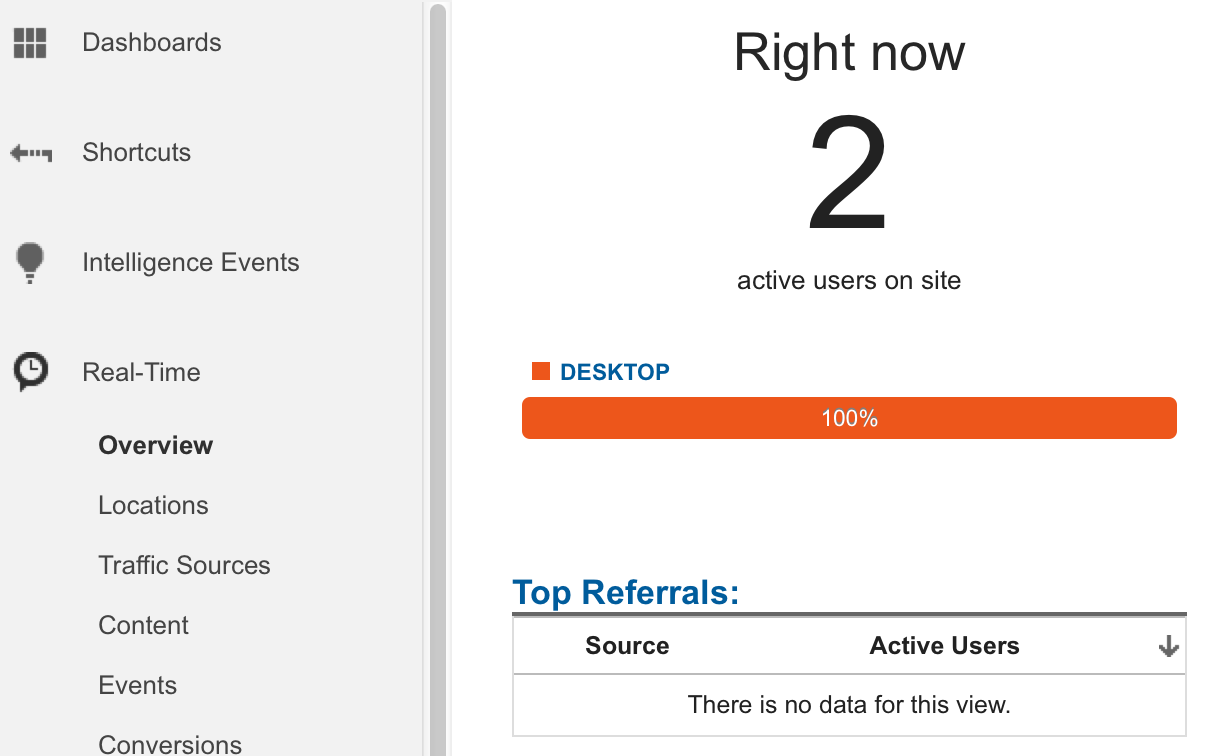 Dashboards
Shortcuts
Intelligence Events
Real-Time
Overview
Locations
Traffic Sources
Content
Events
Conversions
Right now
2
active users on site
DESKTOP
100%
Top Referrals:
Source Active Users
There is no data for this view.